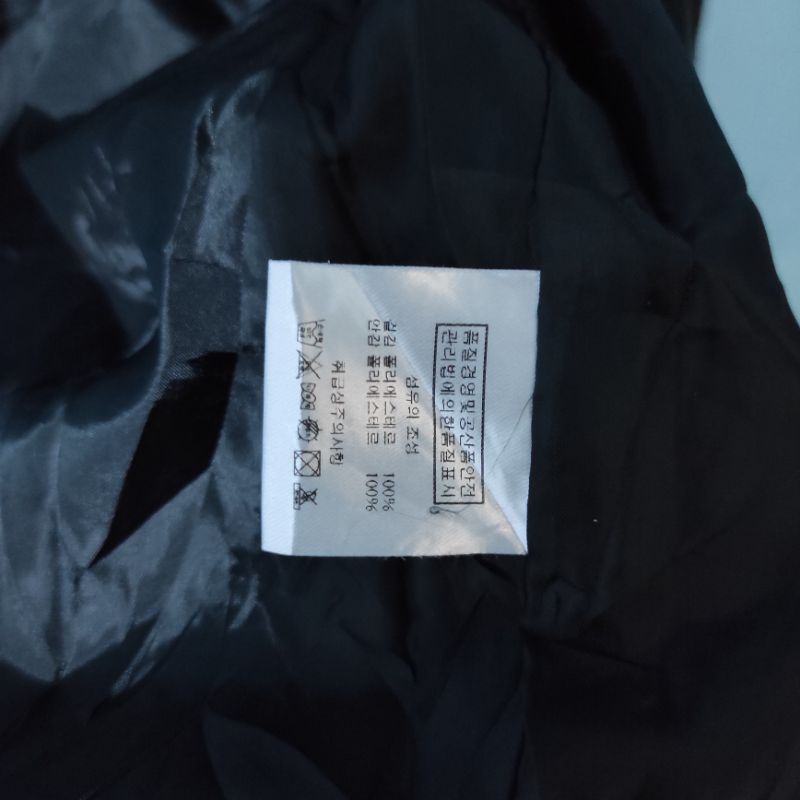 품질경영및공산품안전
관리법에의한품질표시
섬유의 조성
겉감 폴리에스테르 100%
안감 폴리에스테르 100%
취급상주의사항